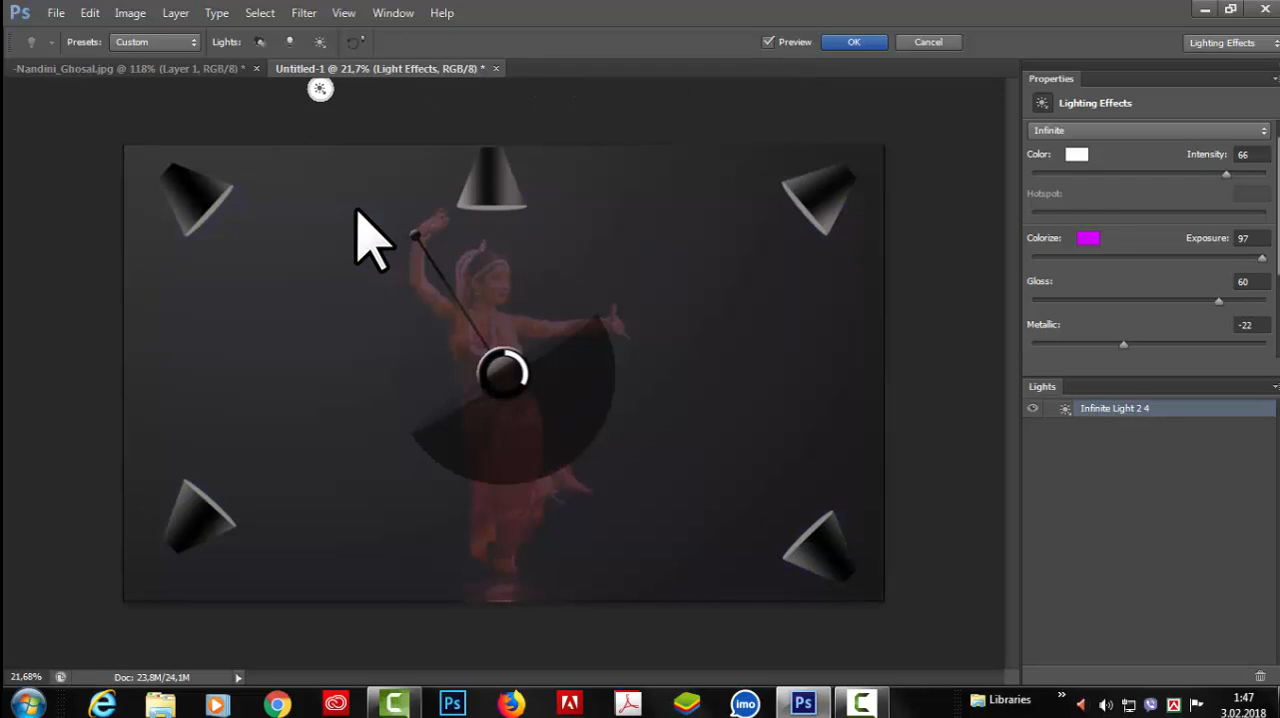 Ps File Edit Image Layer Type Select Filter View Window Help
Presets: Custom Lights: Preview OK Cancel Lighting Effects
-Nandini_Ghosal.jpg @ 118% (Layer 1, RGB/8) * × Untitled-1 @ 21,7% (Light Effects, RGB/8) * ×
Properties
Lighting Effects
Infinite
Color: Intensity: 66
Hotspot:
Colorize: Exposure: 97
Gloss: 60
Metallic: -22
Lights
Infinite Light 2 4
21,68% Doc: 23,8M/24,1M
Ps imo Ps Libraries » 1:47
3.02.2018